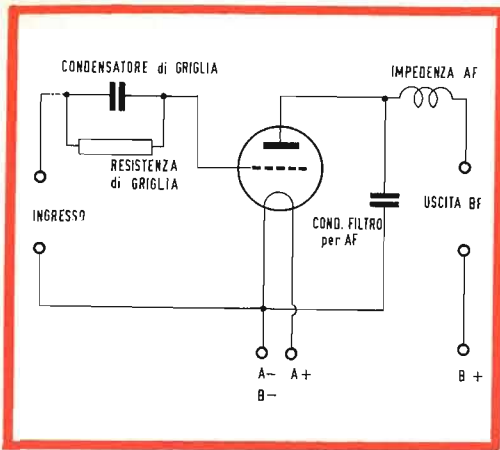 CONDENSATORE di GRIGLIA
IMPEDENZA AF
RESISTENZA
di GRIGLIA
INGRESSO
COND. FILTRO
per AF
USCITA BF
A- A+
B-
B +